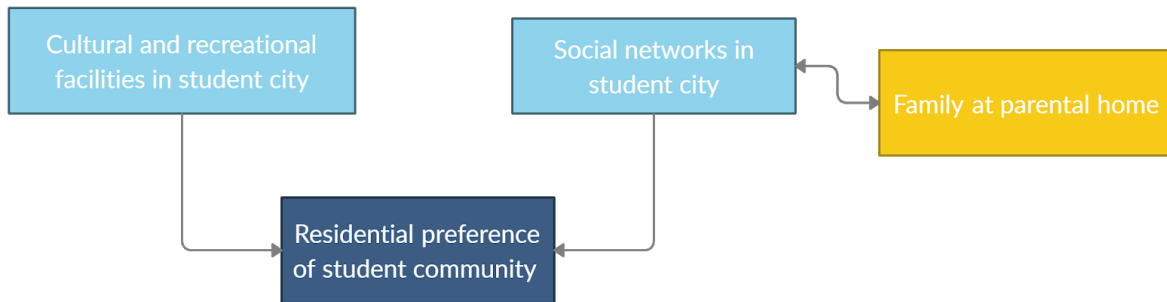 Cultural and recreational
facilities in student city
Social networks in
student city
Family at parental home
Residential preference
of student community